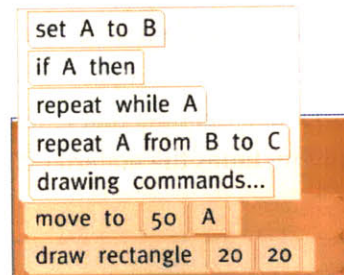 set A to B
if A then
repeat while A
repeat A from B to C
drawing commands...
move to 50 A
draw rectangle 20 20